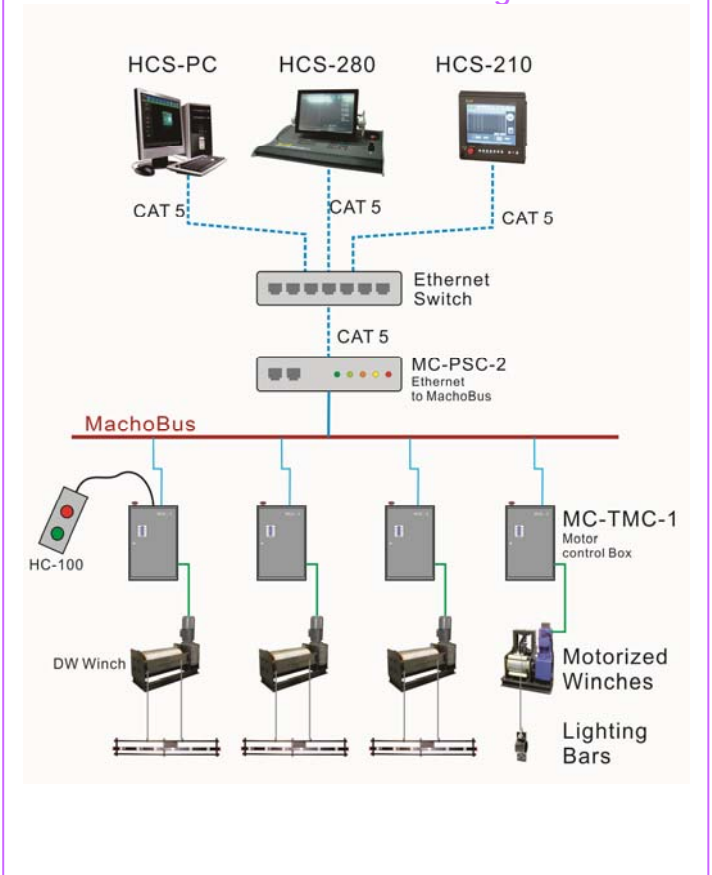 HCS-PC
HCS-280
HCS-210
CAT 5
CAT 5
CAT 5
Ethernet
Switch
CAT 5
MC-PSC-2
Ethernet
to MachoBus
MachoBus
HC-100
MC-TMC-1
Motor
control Box
DW Winch
Motorized
Winches
Lighting
Bars